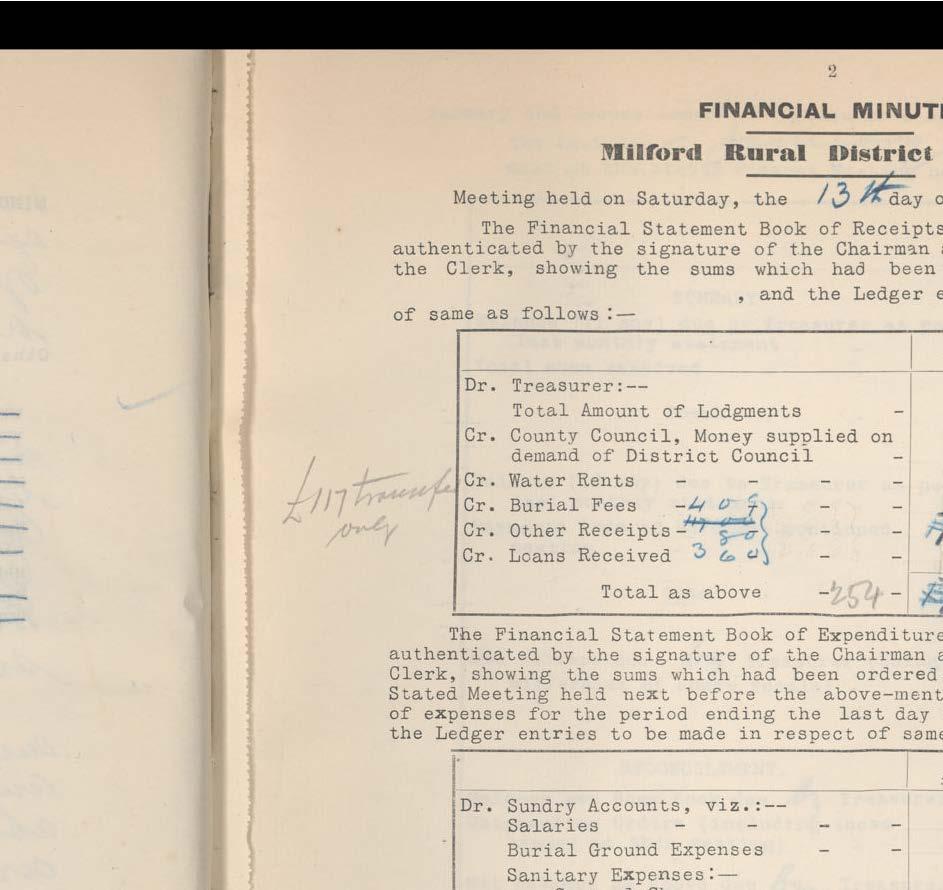 2
FINANCIAL MINUT
Milford Rural District
Meeting held on Saturday, the 13th day o
The Financial Statement Book of Receipts
authenticated by the signature of the Chairman a
the Clerk, showing the sums which had been
, and the Ledger e
of same as follows :—
Dr. Treasurer:--
Total Amount of Lodgments -
Cr. County Council, Money supplied on
demand of District Council -
Cr. Water Rents
Cr. Burial Fees - 4 0 9 - -
Cr. Other Receipts - 8 0 - -
Cr. Loans Received 3 6 0 - -
£117 transfer
only
Total as above - 254 -
The Financial Statement Book of Expenditure
authenticated by the signature of the Chairman a
Clerk, showing the sums which had been ordered
Stated Meeting held next before the above-ment
of expenses for the period ending the last day
the Ledger entries to be made in respect of same
Dr. Sundry Accounts, viz.:--
Salaries - - - -
Burial Ground Expenses - -
Sanitary Expenses:—